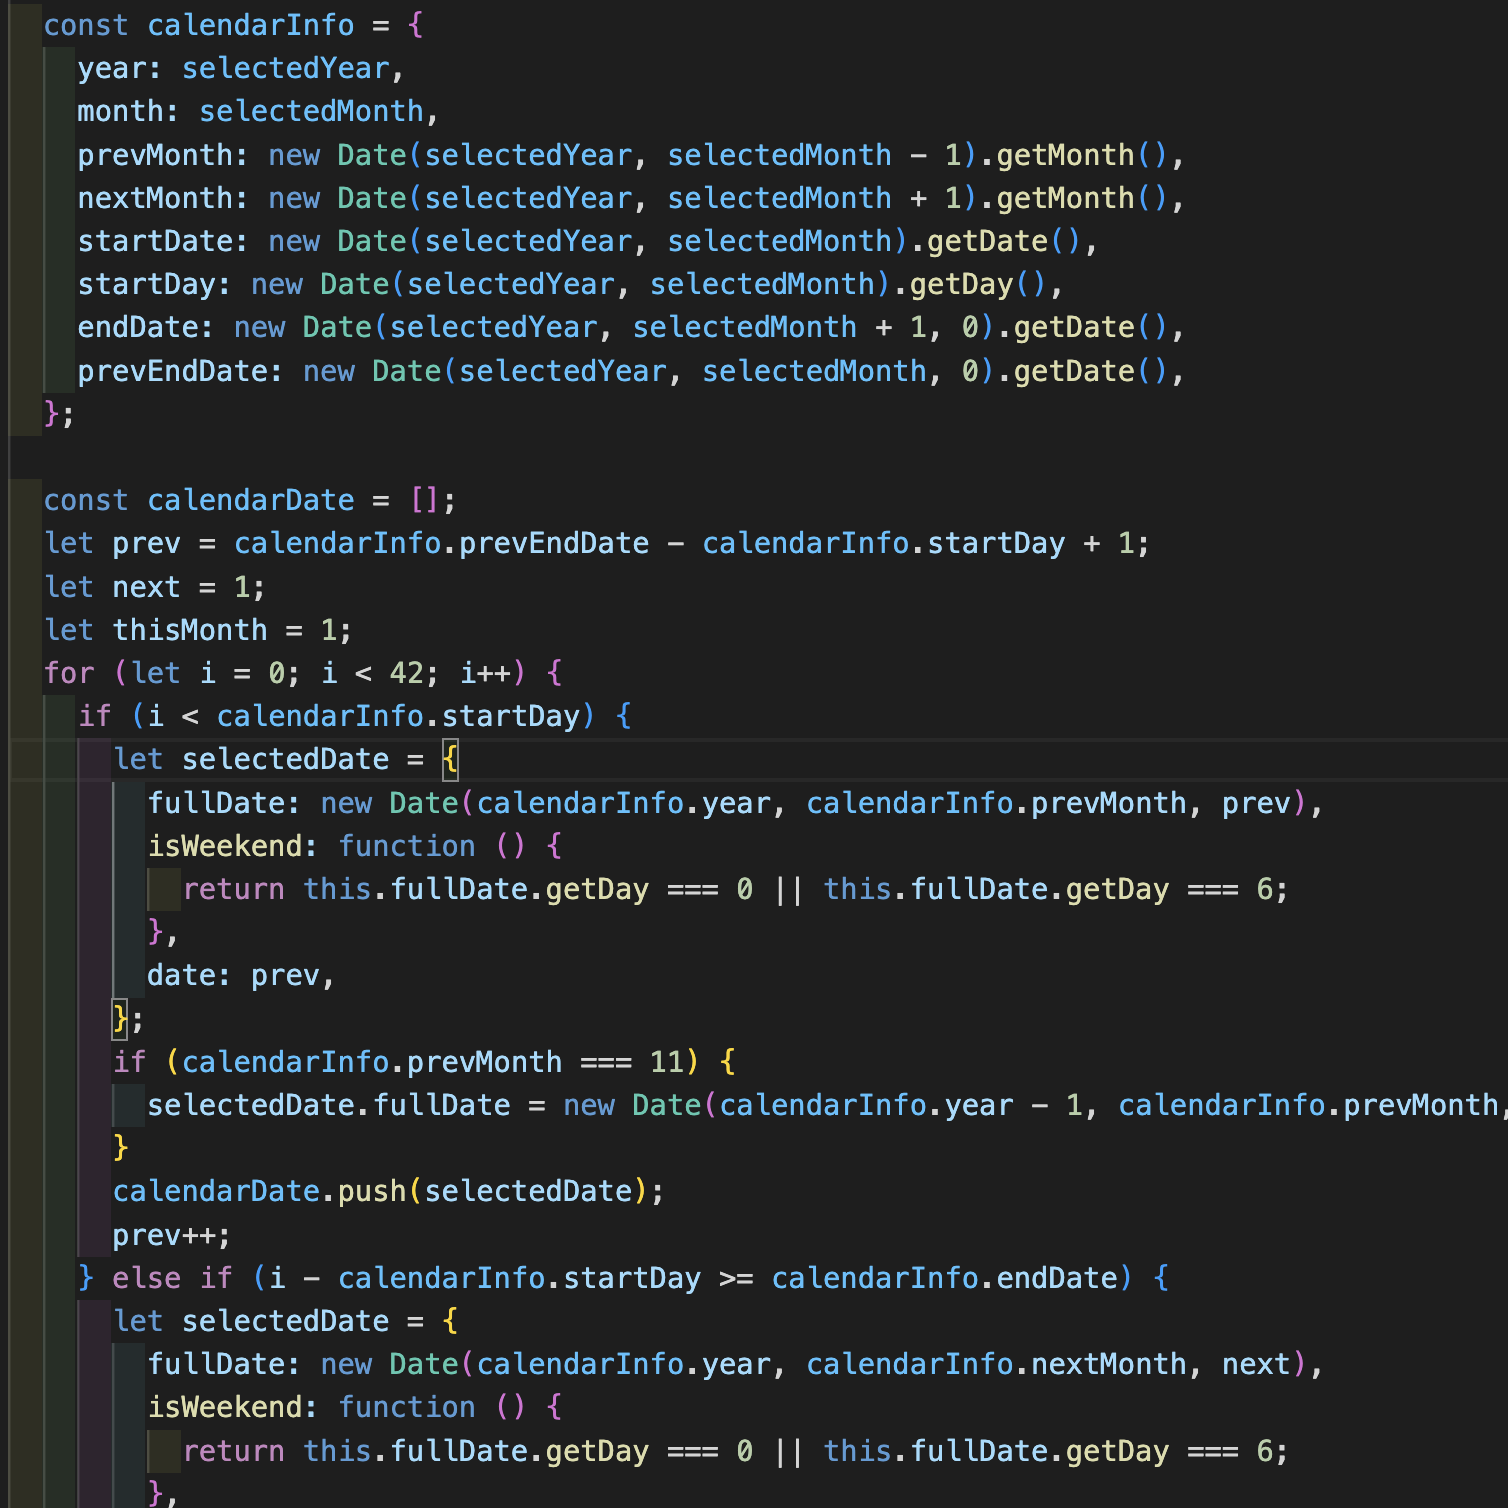 const calendarInfo = {
  year: selectedYear,
  month: selectedMonth,
  prevMonth: new Date(selectedYear, selectedMonth - 1).getMonth(),
  nextMonth: new Date(selectedYear, selectedMonth + 1).getMonth(),
  startDate: new Date(selectedYear, selectedMonth).getDate(),
  startDay: new Date(selectedYear, selectedMonth).getDay(),
  endDate: new Date(selectedYear, selectedMonth + 1, 0).getDate(),
  prevEndDate: new Date(selectedYear, selectedMonth, 0).getDate(),
};

const calendarDate = [];
let prev = calendarInfo.prevEndDate - calendarInfo.startDay + 1;
let next = 1;
let thisMonth = 1;
for (let i = 0; i < 42; i++) {
  if (i < calendarInfo.startDay) {
    let selectedDate = {
      fullDate: new Date(calendarInfo.year, calendarInfo.prevMonth, prev),
      isWeekend: function () {
        return this.fullDate.getDay === 0 || this.fullDate.getDay === 6;
      },
      date: prev,
    };
    if (calendarInfo.prevMonth === 11) {
      selectedDate.fullDate = new Date(calendarInfo.year - 1, calendarInfo.prevMonth,
    }
    calendarDate.push(selectedDate);
    prev++;
  } else if (i - calendarInfo.startDay >= calendarInfo.endDate) {
    let selectedDate = {
      fullDate: new Date(calendarInfo.year, calendarInfo.nextMonth, next),
      isWeekend: function () {
        return this.fullDate.getDay === 0 || this.fullDate.getDay === 6;
      },